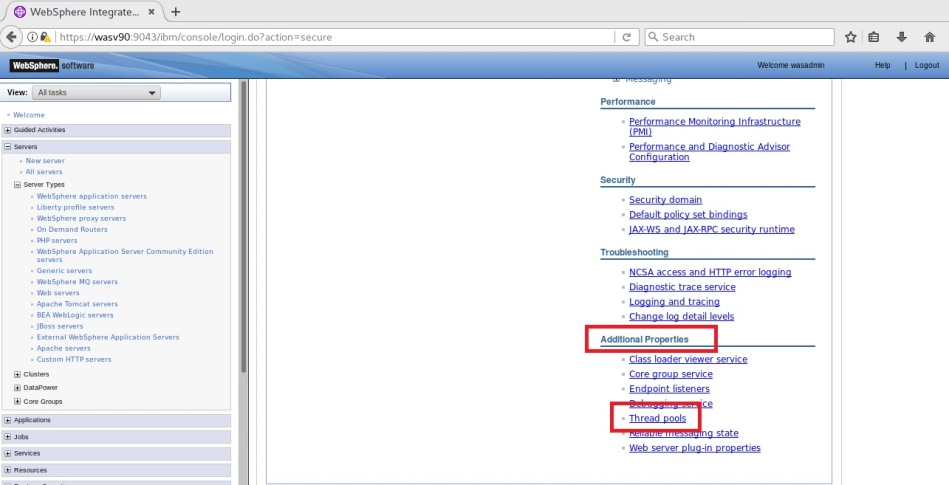 WebSphere Integrate...
https://wasv90:9043/ibm/console/login.do?action=secure
Search
WebSphere. software
Welcome wasadmin
Help | Logout
View: All tasks
Welcome
Guided Activities
Servers
New server
All servers
Server Types
WebSphere application servers
Liberty profile servers
WebSphere proxy servers
On Demand Routers
PHP servers
WebSphere Application Server Community Edition
servers
Generic servers
WebSphere MQ servers
Web servers
Apache Tomcat servers
BEA WebLogic servers
JBoss servers
External WebSphere Application Servers
Apache servers
Custom HTTP servers
Clusters
DataPower
Core Groups
Applications
Jobs
Services
Resources
Messaging
Performance
Performance Monitoring Infrastructure
(PMI)
Performance and Diagnostic Advisor
Configuration
Security
Security domain
Default policy set bindings
JAX-WS and JAX-RPC security runtime
Troubleshooting
NCSA access and HTTP error logging
Diagnostic trace service
Logging and tracing
Change log detail levels
Additional Properties
Class loader viewer service
Core group service
Endpoint listeners
Debugging service
Thread pools
Reliable messaging state
Web server plug-in properties